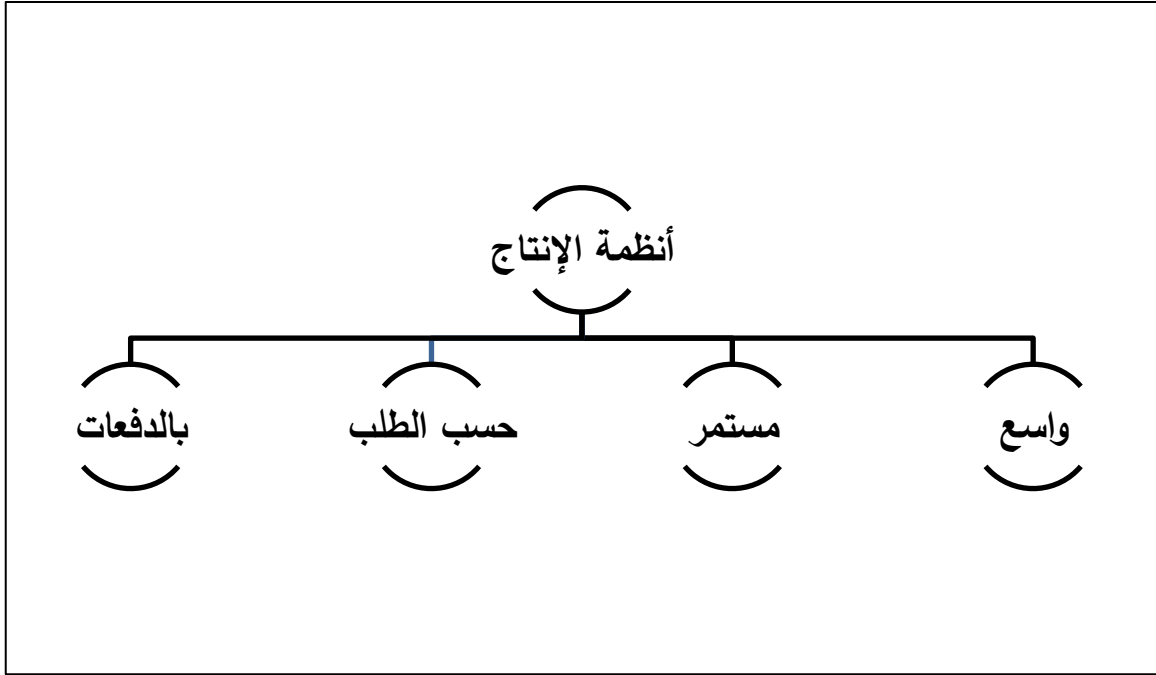 أنظمة الإنتاج
واسع
مستمر
حسب الطلب
بالدفعات